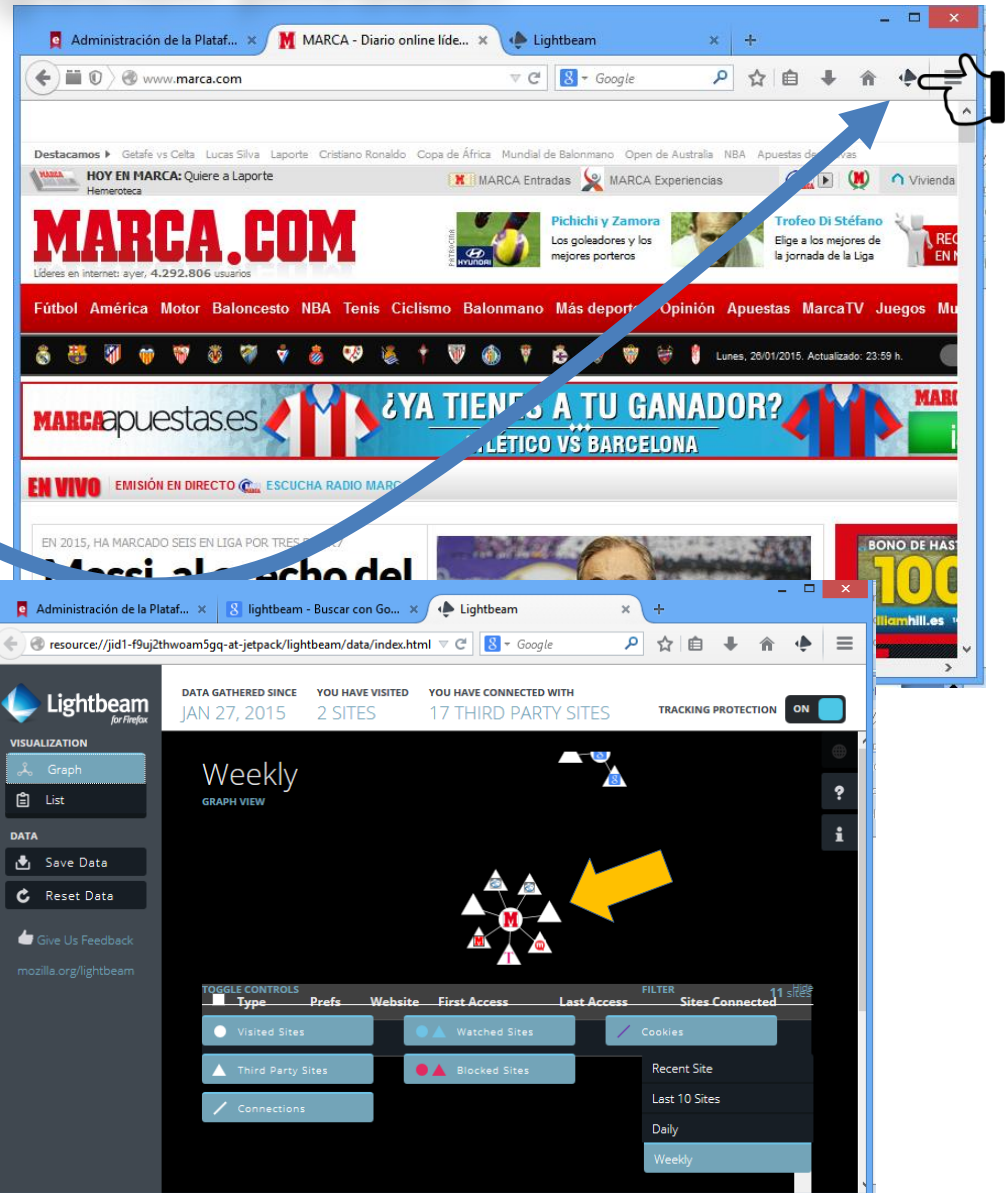 Administración de la Plataf...
MARCA - Diario online líde...
Lightbeam
www.marca.com
Google
Destacamos Getafe vs Celta Lucas Silva Laporte Cristiano Ronaldo Copa de África Mundial de Balonmano Open de Australia NBA Apuestas
HOY EN MARCA: Quiere a Laporte
Hemeroteca
MARCA Entradas MARCA Experiencias Vivienda
MARCA.COM
Líderes en internet: ayer, 4.292.806 usuarios
PATROCINA
HYUNDAI
Pichichi y Zamora
Los goleadores y los
mejores porteros
Trofeo Di Stéfano
Elige a los mejores de
la jornada de la Liga
Fútbol América Motor Baloncesto NBA Tenis Ciclismo Balonmano Más deporte Opinión Apuestas MarcaTV Juegos Mu
Lunes, 26/01/2015. Actualizado: 23:59 h.
MARCAapuestas.es
¿YA TIENES A TU GANADOR?
VS BARCELONA
EN VIVO EMISIÓN EN DIRECTO ESCUCHA RADIO
EN 2015, HA MARCADO SEIS EN LIGA POR TRES
Messi, al del
BONO DE HAS
100
lliamhill.es
Administración de la Plataf...
lightbeam - Buscar con Go...
Lightbeam
resource://jid1-f9uj2thwoam5gq-at-jetpack/lightbeam/data/index.html
Google
Lightbeam
for Firefox
DATA GATHERED SINCE YOU HAVE VISITED YOU HAVE CONNECTED WITH
JAN 27, 2015 2 SITES 17 THIRD PARTY SITES
TRACKING PROTECTION ON
VISUALIZATION
Graph
List
DATA
Save Data
Reset Data
Give Us Feedback
mozilla.org/lightbeam
Weekly
GRAPH VIEW
TOGGLE CONTROLS
FILTER
Hide
11 sites
Type Prefs Website First Access Last Access Sites Connected
Visited Sites
Watched Sites
Cookies
Third Party Sites
Blocked Sites
Connections
Recent Site
Last 10 Sites
Daily
Weekly